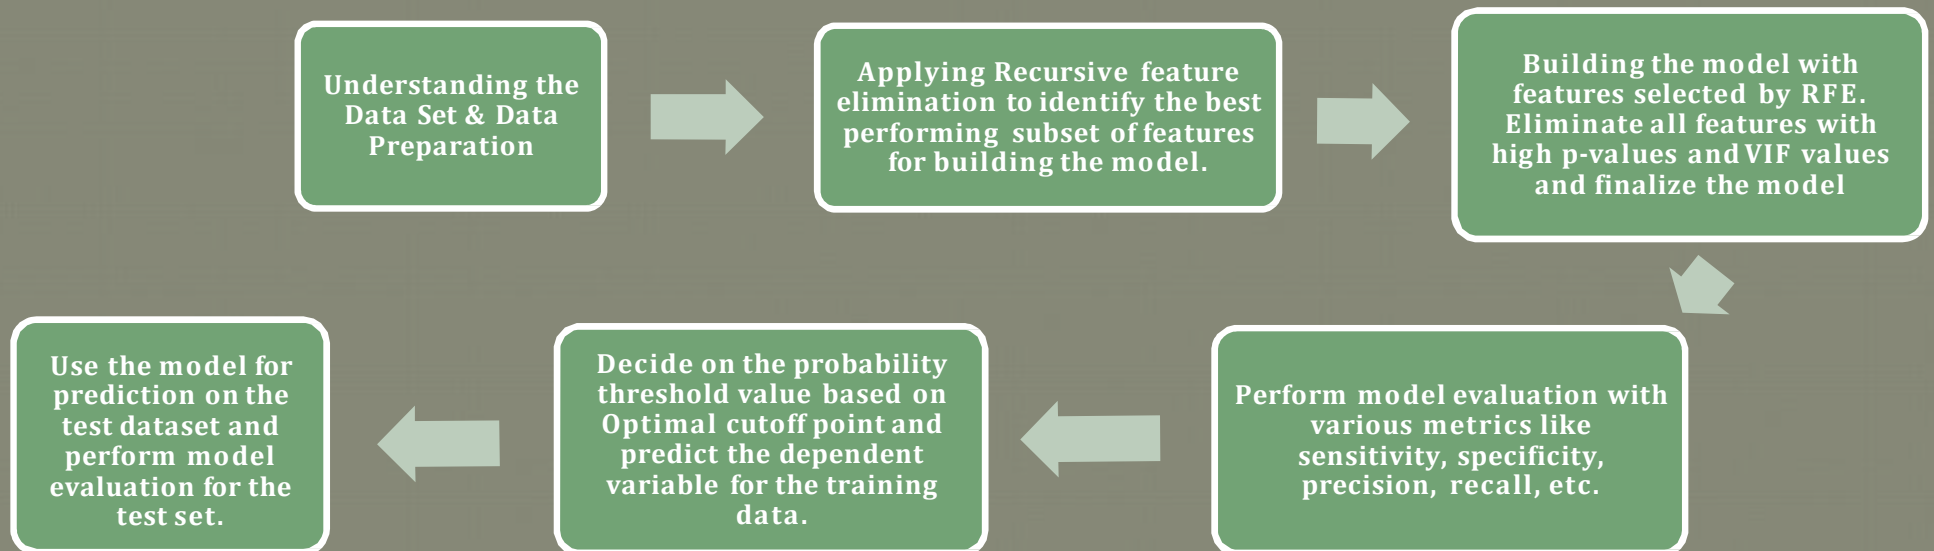 Understanding the
Data Set & Data
Preparation
Applying Recursive feature
elimination to identify the best
performing subset of features
for building the model.
Building the model with
features selected by RFE.
Eliminate all features with
high p-values and VIF values
and finalize the model
Perform model evaluation with
various metrics like
sensitivity, specificity,
precision, recall, etc.
Decide on the probability
threshold value based on
Optimal cutoff point and
predict the dependent
variable for the training
data.
Use the model for
prediction on the
test dataset and
perform model
evaluation for the
test set.